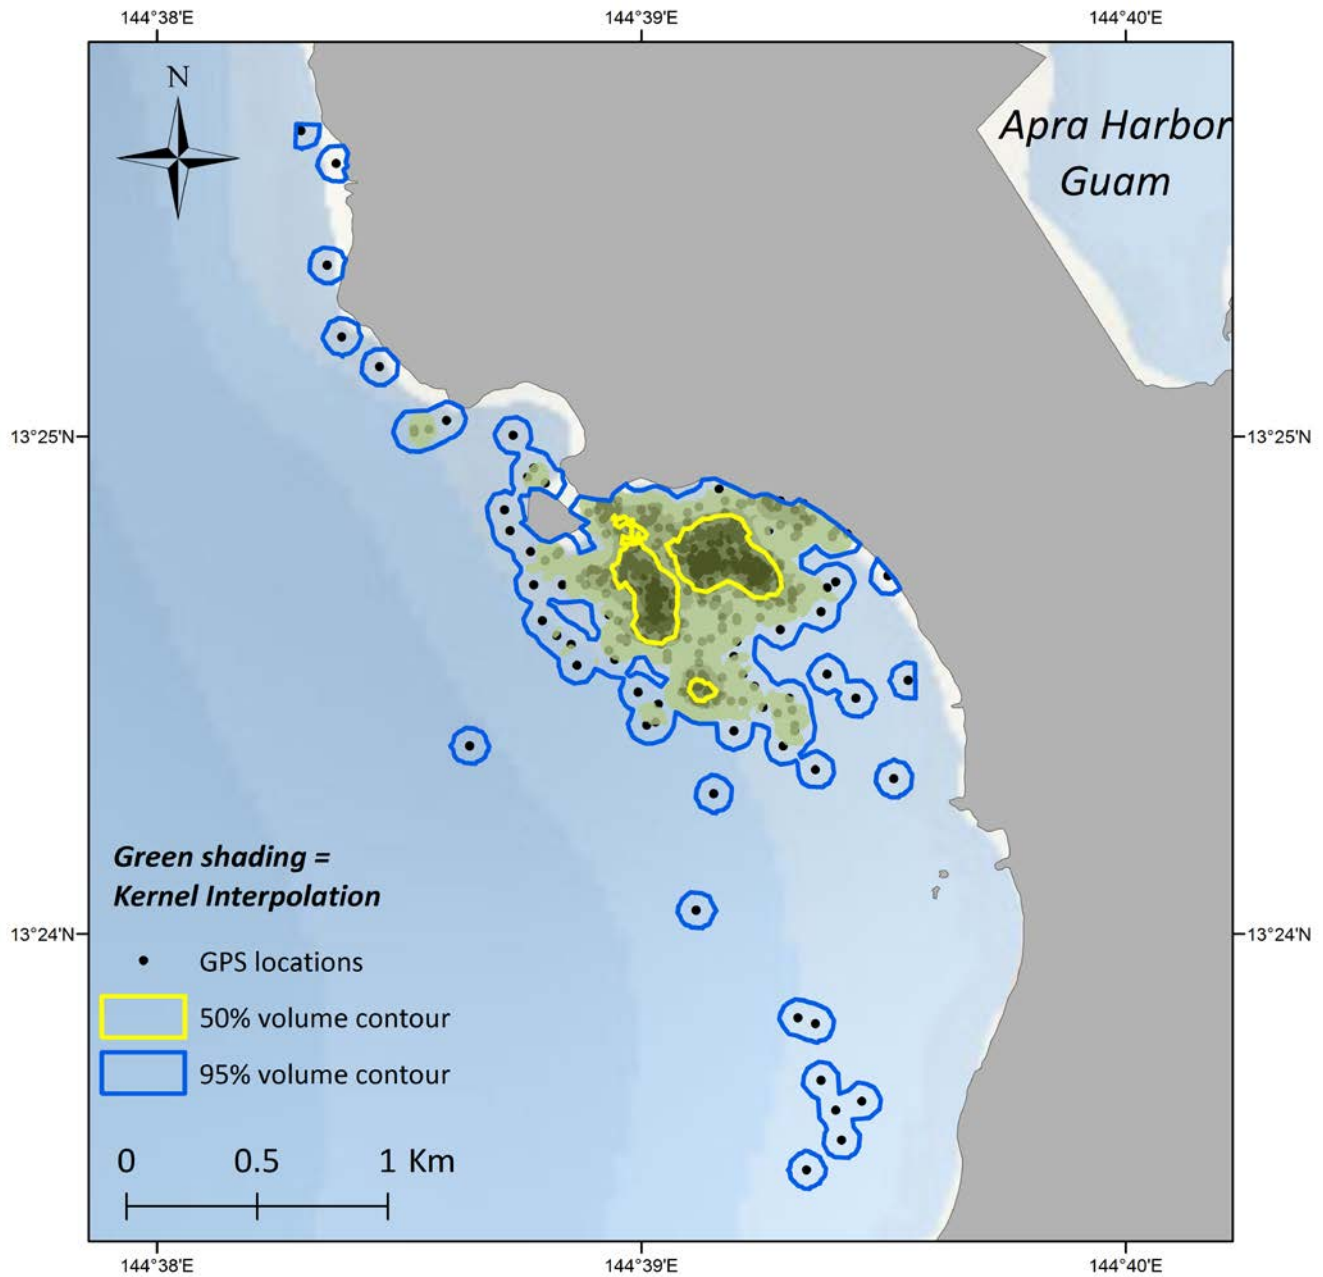 144°38'E
144°39'E
144°40'E
N
Apra Harbor
Guam
13°25'N
13°25'N
Green shading =
Kernel Interpolation
13°24'N
13°24'N
GPS locations
50% volume contour
95% volume contour
0 0.5 1 Km
144°38'E
144°39'E
144°40'E